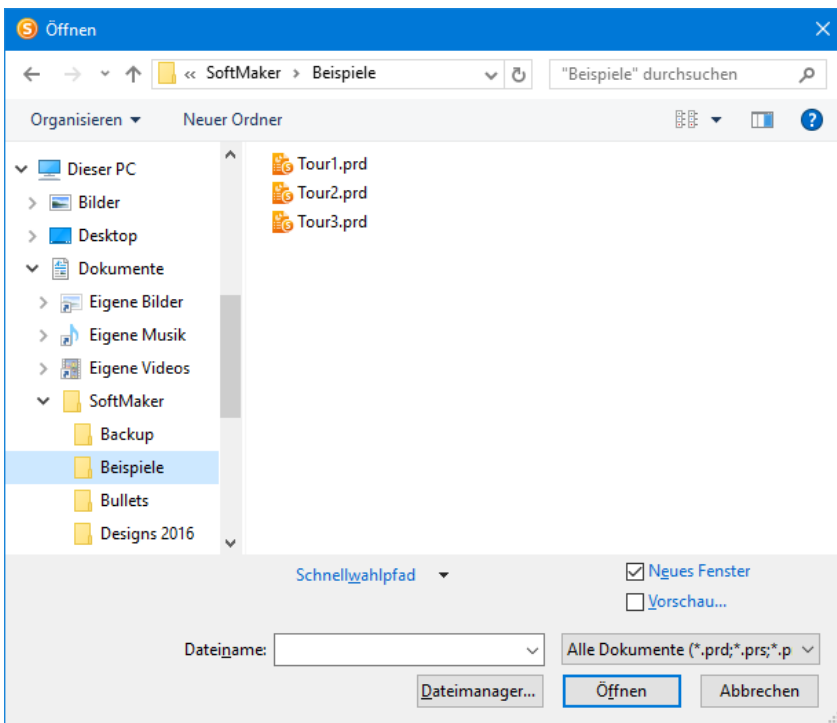 Öffnen
« SoftMaker › Beispiele
"Beispiele" durchsuchen
Organisieren
Neuer Ordner
Dieser PC
Bilder
Desktop
Dokumente
Eigene Bilder
Eigene Musik
Eigene Videos
SoftMaker
Backup
Beispiele
Bullets
Designs 2016
Tour1.prd
Tour2.prd
Tour3.prd
Schnellwahlpfad
Neues Fenster
Vorschau...
Dateiname:
Alle Dokumente (*.prd;*.prs;*.p
Dateimanager...
Öffnen
Abbrechen